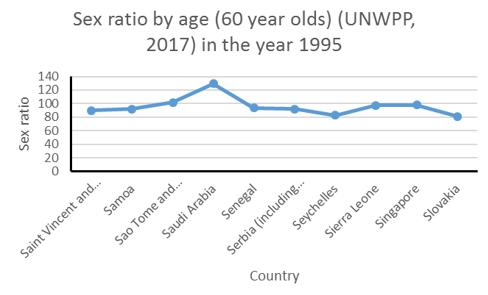 Sex ratio by age (60 year olds) (UNWPP,
2017) in the year 1995
140
120
100
80
60
40
20
0
Sex ratio
Saint Vincent and...
Samoa
Sao Tome and...
Saudi Arabia
Senegal
Serbia (including...
Seychelles
Sierra Leone
Singapore
Slovakia
Country